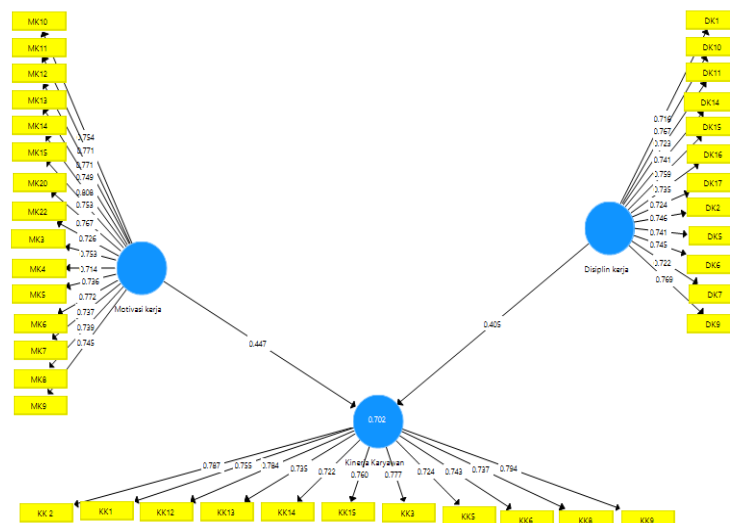 MK10
MK11
MK12
MK13
MK14
MK15
MK20
MK22
MK3
MK4
MK5
MK6
MK7
MK8
MK9
0.754
0.771
0.771
0.749
0.808
0.753
0.767
0.726
0.753
0.714
0.736
0.772
0.737
0.739
0.745
Motivasi kerja
DK1
DK10
DK11
DK14
DK15
DK16
DK17
DK2
DK5
DK6
DK7
DK9
0.767
0.723
0.741
0.759
0.735
0.724
0.746
0.741
0.745
0.722
0.769
Disiplin kerja
0.447
0.405
0.702
Kinerja Karyawan
0.787
0.755
0.784
0.735
0.722
0.760
0.777
0.724
0.743
0.737
0.794
KK 2
KK1
KK12
KK13
KK14
KK15
KK3
KK5
KK6
KK8
KK9